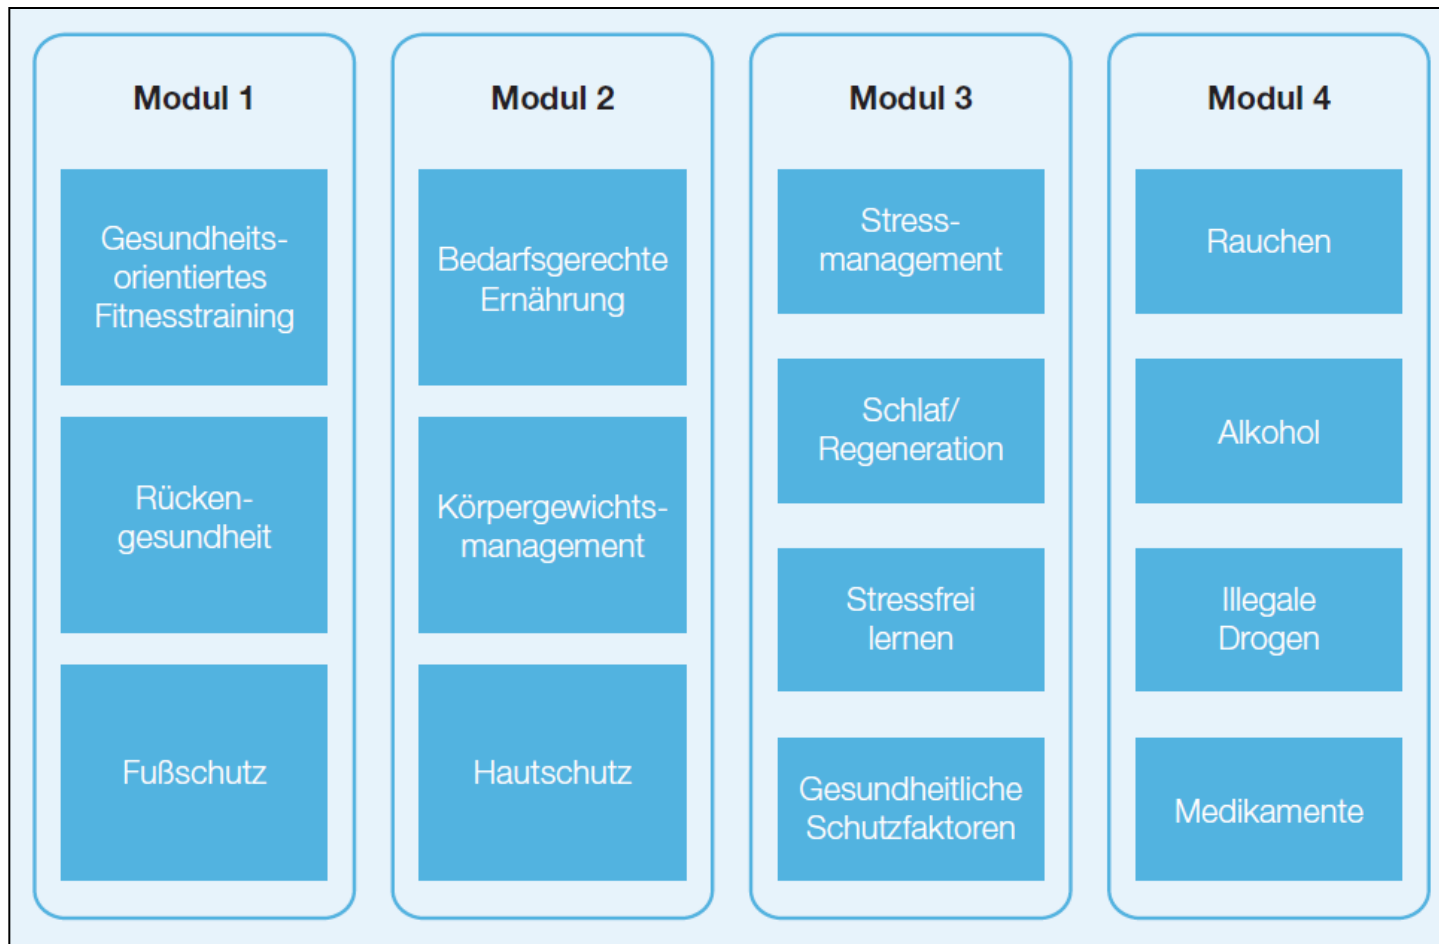 Modul 1
Gesundheits-
orientiertes
Fitnesstraining
Rücken-
gesundheit
Fußschutz
Modul 2
Bedarfsgerechte
Ernährung
Körpergewichts-
management
Hautschutz
Modul 3
Stress-
management
Schlaf/
Regeneration
Stressfrei
lernen
Gesundheitliche
Schutzfaktoren
Modul 4
Rauchen
Alkohol
Illegale
Drogen
Medikamente